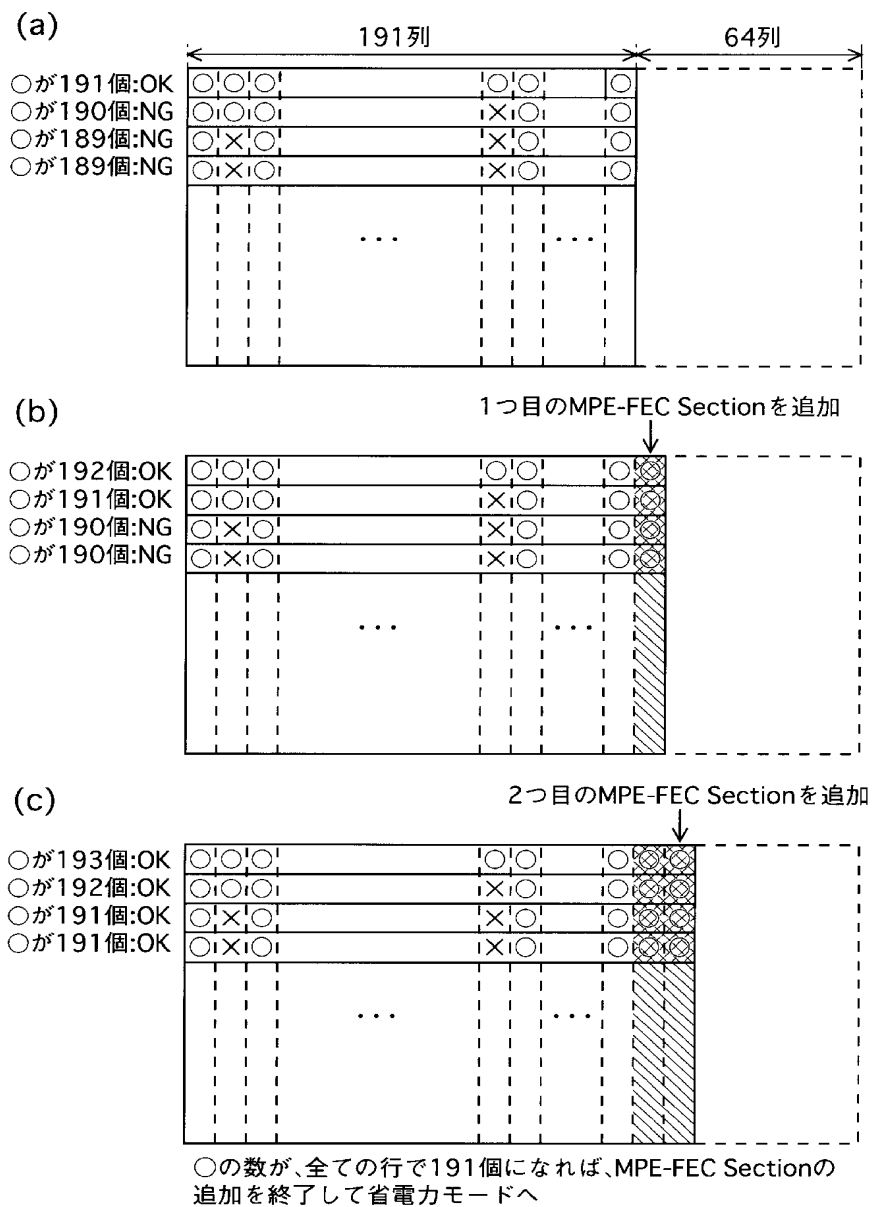 (a)
191列
64列
○が191個:OK
○が190個:NG
○が189個:NG
○が189個:NG
○ ○ ○ ○ ○ ○
○ ○ ○ × ○ ○
○ × ○ × ○ ○
○ × ○ × ○ ○
... ...
(b)
1つ目のMPE-FEC Sectionを追加
○が192個:OK
○が191個:OK
○が190個:NG
○が190個:NG
○ ○ ○ ○ ○ ○ ○
○ ○ ○ × ○ ○ ○
○ × ○ × ○ ○ ○
○ × ○ × ○ ○ ○
... ...
(c)
2つ目のMPE-FEC Sectionを追加
○が193個:OK
○が192個:OK
○が191個:OK
○が191個:OK
○ ○ ○ ○ ○ ○ ○ ○
○ ○ ○ × ○ ○ ○ ○
○ × ○ × ○ ○ ○ ○
○ × ○ × ○ ○ ○ ○
... ...
○の数が、全ての行で191個になれば、MPE-FEC Sectionの
追加を終了して省電力モードへ